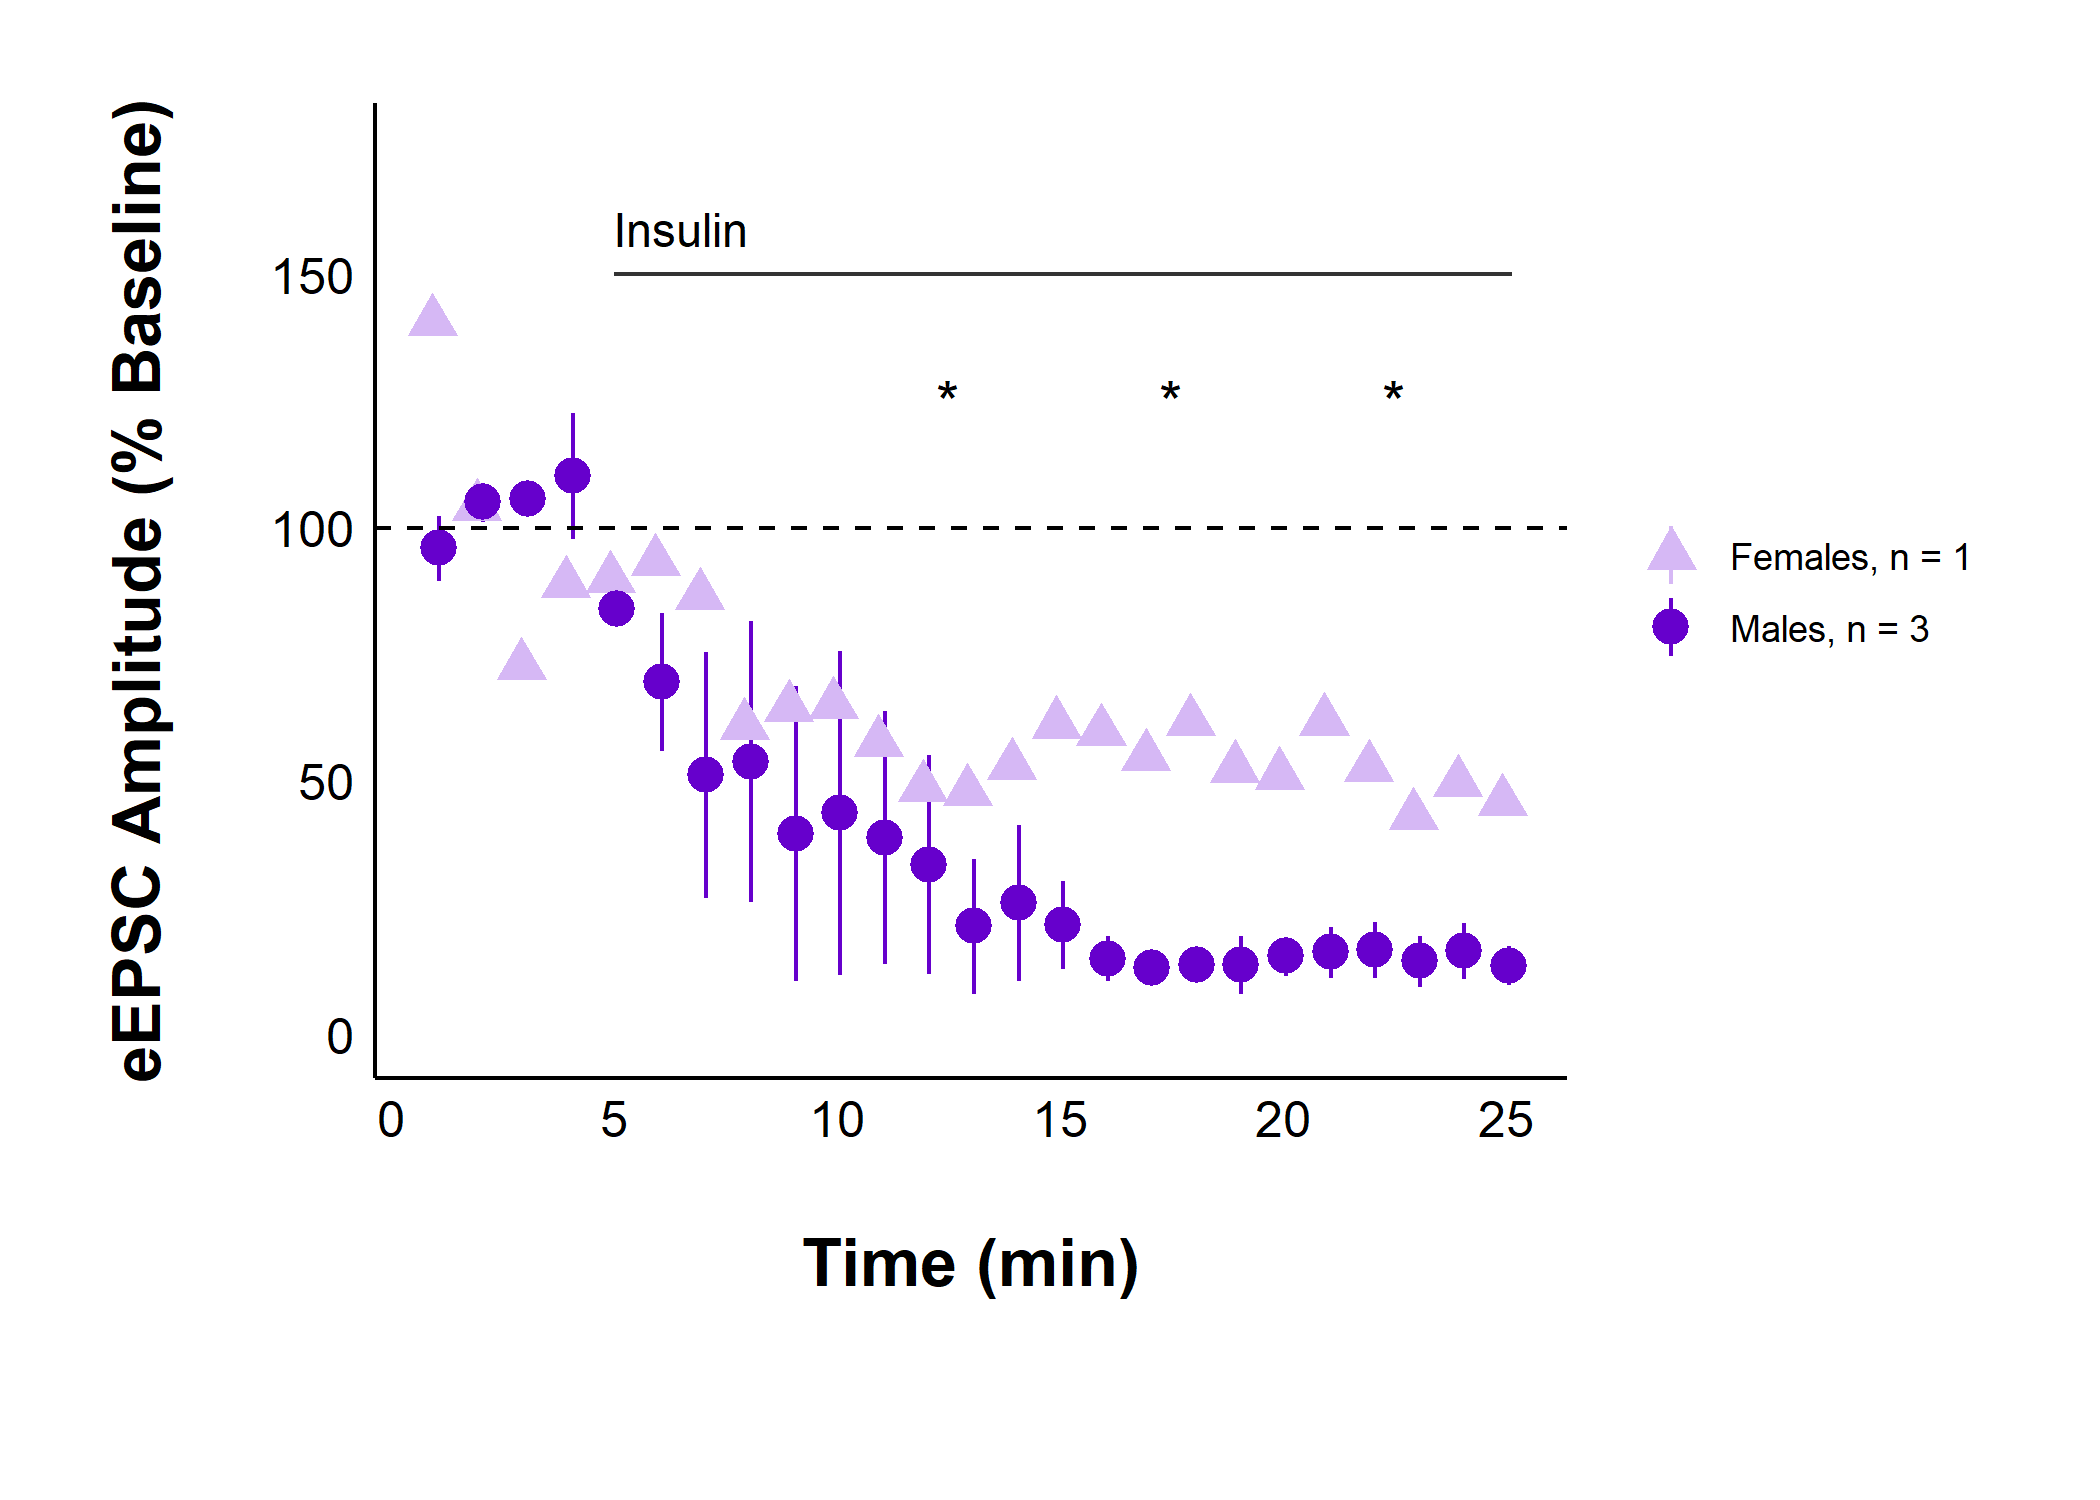 eEPSC Amplitude (% Baseline)
150
100
50
0
Insulin
* * *
0 5 10 15 20 25
Time (min)
Females, n = 1
Males, n = 3